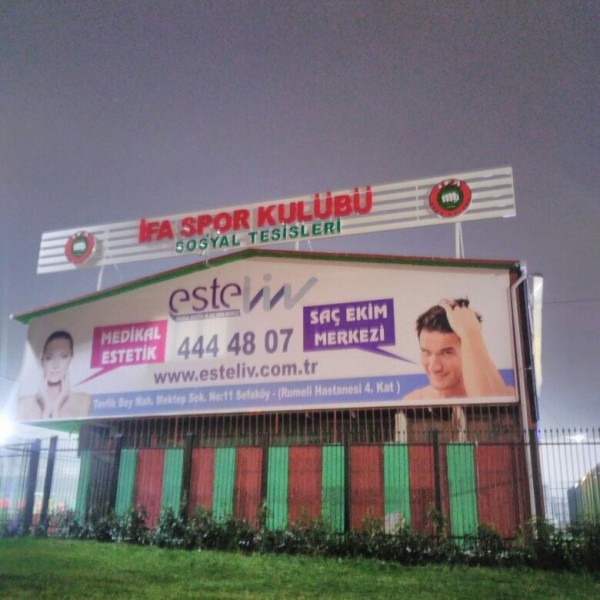 İFA SPOR KULÜBÜ
SOSYAL TESİSLERİ
esteliv
MEDİKAL
ESTETİK
444 48 07
SAÇ EKİM
MERKEZİ
www.esteliv.com.tr
Tevfik Bey Mah. Mektep Sok. No:11 Sefaköy - (Rumeli Hastanesi 4. Kat )